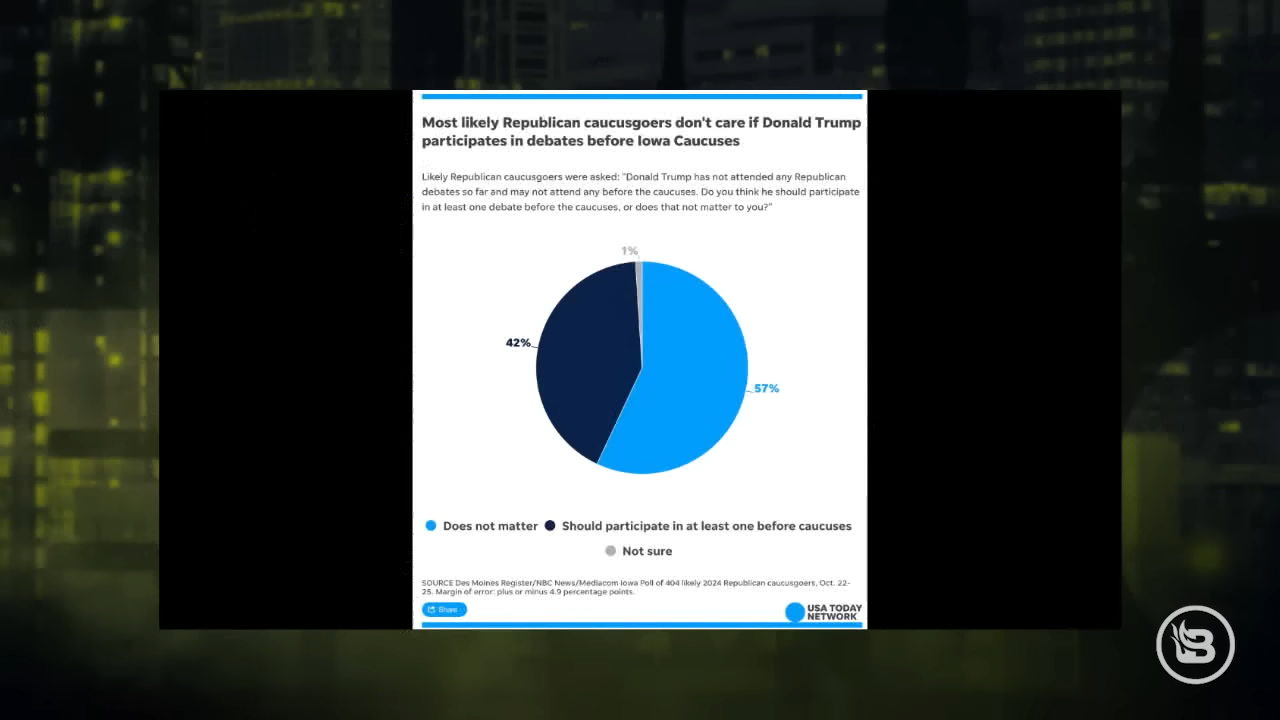 Most likely Republican caucusgoers don't care if Donald Trump
participates in debates before Iowa Caucuses
Likely Republican caucusgoers were asked: "Donald Trump has not attended any Republican
debates so far and may not attend any before the caucuses. Do you think he should participate
in at least one debate before the caucuses, or does that not matter to you?"
1%
42%
57%
Does not matter Should participate in at least one before caucuses
Not sure
SOURCE Des Moines Register/NBC News/Mediacom Iowa Poll of 404 likely 2024 Republican caucusgoers, Oct. 22-
25. Margin of error: plus or minus 4.9 percentage points.
Share
USA TODAY
NETWORK
B